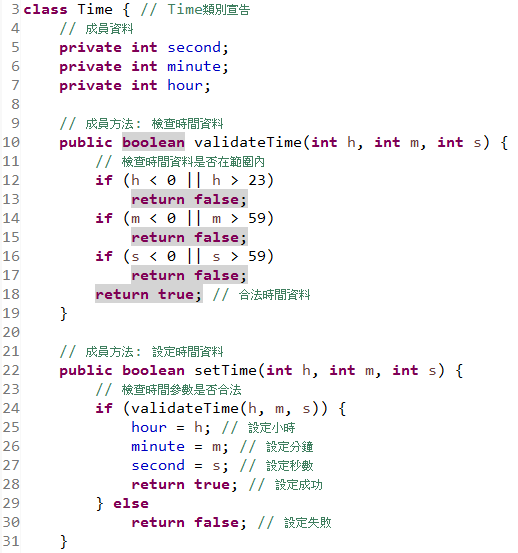 3 class Time { // Time類別宣告
4     // 成員資料
5     private int second;
6     private int minute;
7     private int hour;
8
9     // 成員方法: 檢查時間資料
10     public boolean validateTime(int h, int m, int s) {
11         // 檢查時間資料是否在範圍內
12         if (h < 0 || h > 23)
13             return false;
14         if (m < 0 || m > 59)
15             return false;
16         if (s < 0 || s > 59)
17             return false;
18         return true; // 合法時間資料
19     }
20
21     // 成員方法: 設定時間資料
22     public boolean setTime(int h, int m, int s) {
23         // 檢查時間參數是否合法
24         if (validateTime(h, m, s)) {
25             hour = h; // 設定小時
26             minute = m; // 設定分鐘
27             second = s; // 設定秒數
28             return true; // 設定成功
29         } else
30             return false; // 設定失敗
31     }